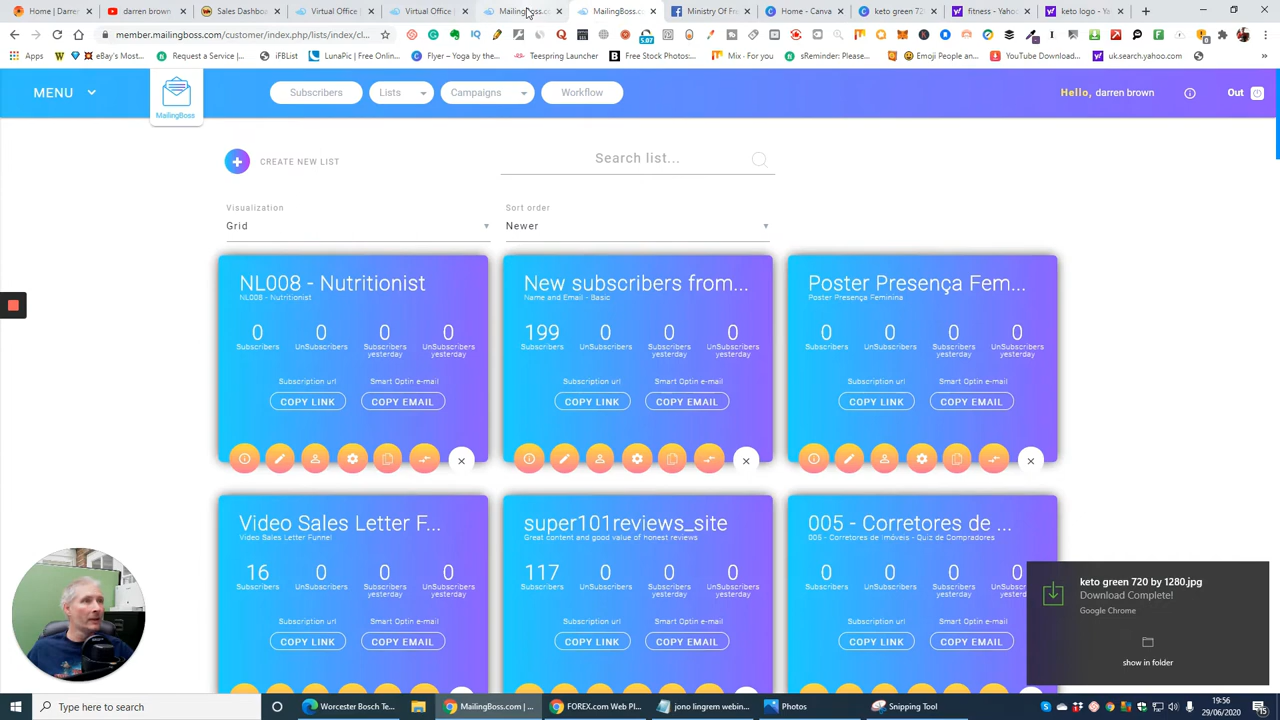 Home | Darren
darren brown
Sales Dashbo
Virtual Office
Virtual Office
MailingBoss.co
MailingBoss.c
Ministry Of Fr
Home - Canva
keto green 72
fitness - Yaho
keto logo - Ya
member.mailingboss.com/customer/index.php/lists/index/cl...
5.07
Apps
eBay's Most...
Request a Service |...
iFBList
LunaPic | Free Onlin...
Flyer – Yog by
Teespring Launcher
Free Stock Photos:...
Mix · For you
sReminder: Please...
Emoji People and...
YouTube Download...
uk.search.yahoo.com
MENU
MailingBoss
Subscribers
Lists
Campaigns
Workflow
Hello, darren brown
Out
CREATE NEW LIST
Search list...
Visualization
Grid
Sort order
Newer
NL008 - Nutritionist
NL008 - Nutritionist
0 0 0 0
Subscribers UnSubscribers Subscribers yesterday UnSubscribers yesterday
Subscription url Smart Optin e-mail
COPY LINK COPY EMAIL
New subscribers from...
Name and Email - Basic
199 0 0 0
Subscribers UnSubscribers Subscribers yesterday UnSubscribers yesterday
Subscription url Smart Optin e-mail
COPY LINK COPY EMAIL
Poster Presença Fem...
Poster Presença Feminina
0 0 0 0
Subscribers UnSubscribers Subscribers yesterday UnSubscribers yesterday
Subscription url Smart Optin e-mail
COPY LINK COPY EMAIL
Video Sales Letter F...
Video Sales Letter Funnel
16 0 0 0
Subscribers UnSubscribers Subscribers yesterday UnSubscribers yesterday
Subscription url Smart Optin e-mail
COPY LINK COPY EMAIL
super101reviews_site
Great content and good value of honest reviews
117 0 0 0
Subscribers UnSubscribers Subscribers yesterday UnSubscribers yesterday
Subscription url Smart Optin e-mail
COPY LINK COPY EMAIL
005 - Corretores de ...
005 - Corretores de Imóveis - Quiz de Compradores
0 0 0 0
Subscribers UnSubscribers Subscribers yesterday
Subscription url
COPY LINK COPY EMAIL
keto green 720 by 1280.jpg
Download Complete!
Google Chrome
show in folder
Type here to search
Worcester Bosch Te...
MailingBoss.com | ...
FOREX.com Web Pl...
jono lingrem webin...
Photos
Snipping Tool
19:56
29/06/2020